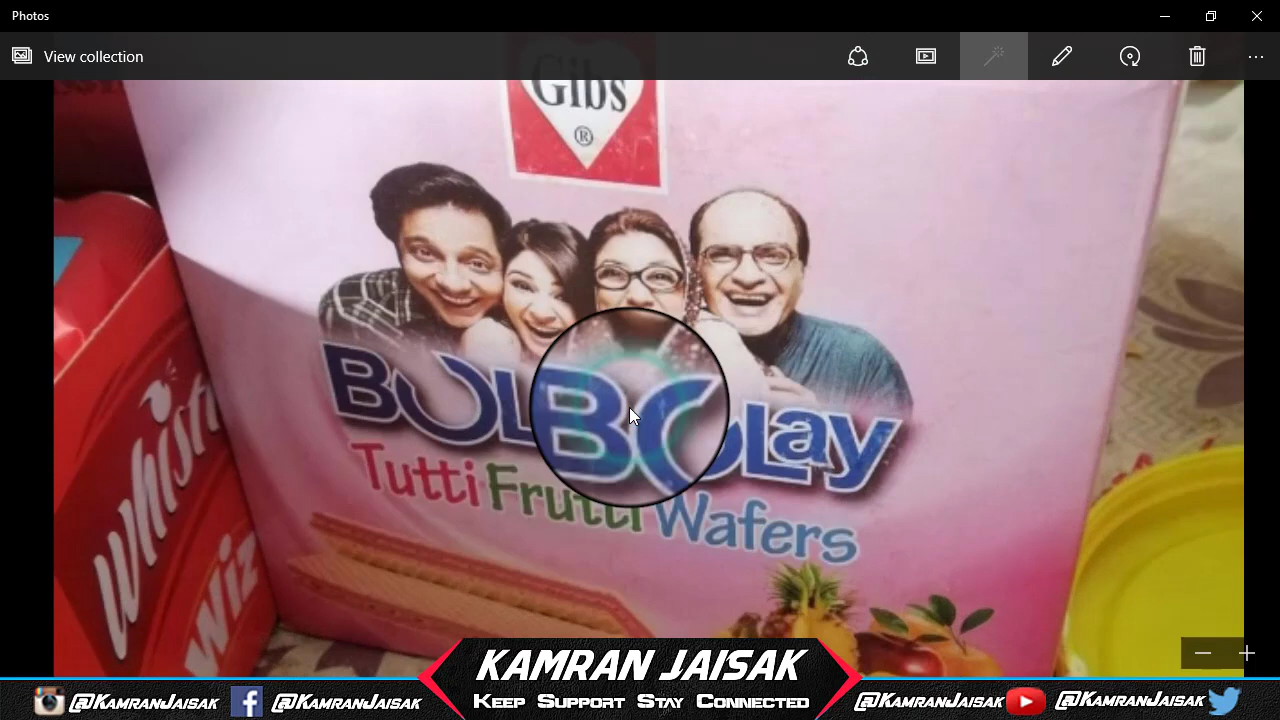 Photos
View collection
Gibs
®
BOLBOLay
Tutti Frutti Wafers
Whist
Wiz
KAMRAN JAISAK
Keep Support Stay Connected
@KamranJaisak
@KamranJaisak
@KamranJaisak
@KamranJaisak